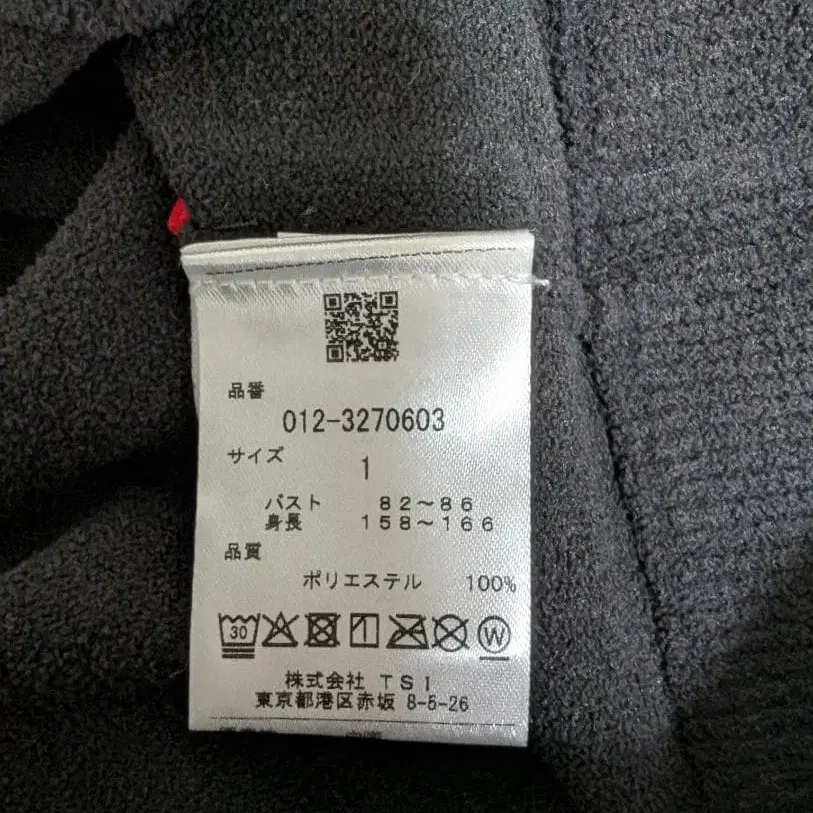 品番
012-3270603
サイズ
1
バスト 82～86
身長 158～166
品質
ポリエステル 100%
30 W
株式会社 TSI
東京都港区赤坂 8-5-26